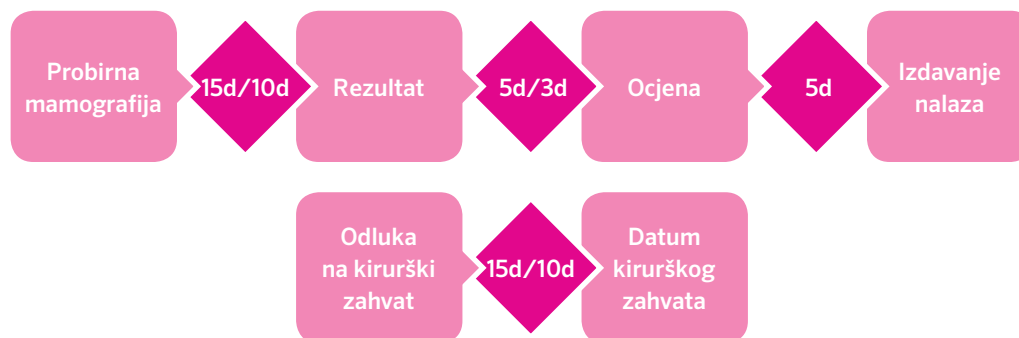 Probirna
mamografija
15d/10d
Rezultat
5d/3d
Ocjena
5d
Izdavanje
nalaza
Odluka
na kirurški
zahvat
15d/10d
Datum
kirurškog
zahvata